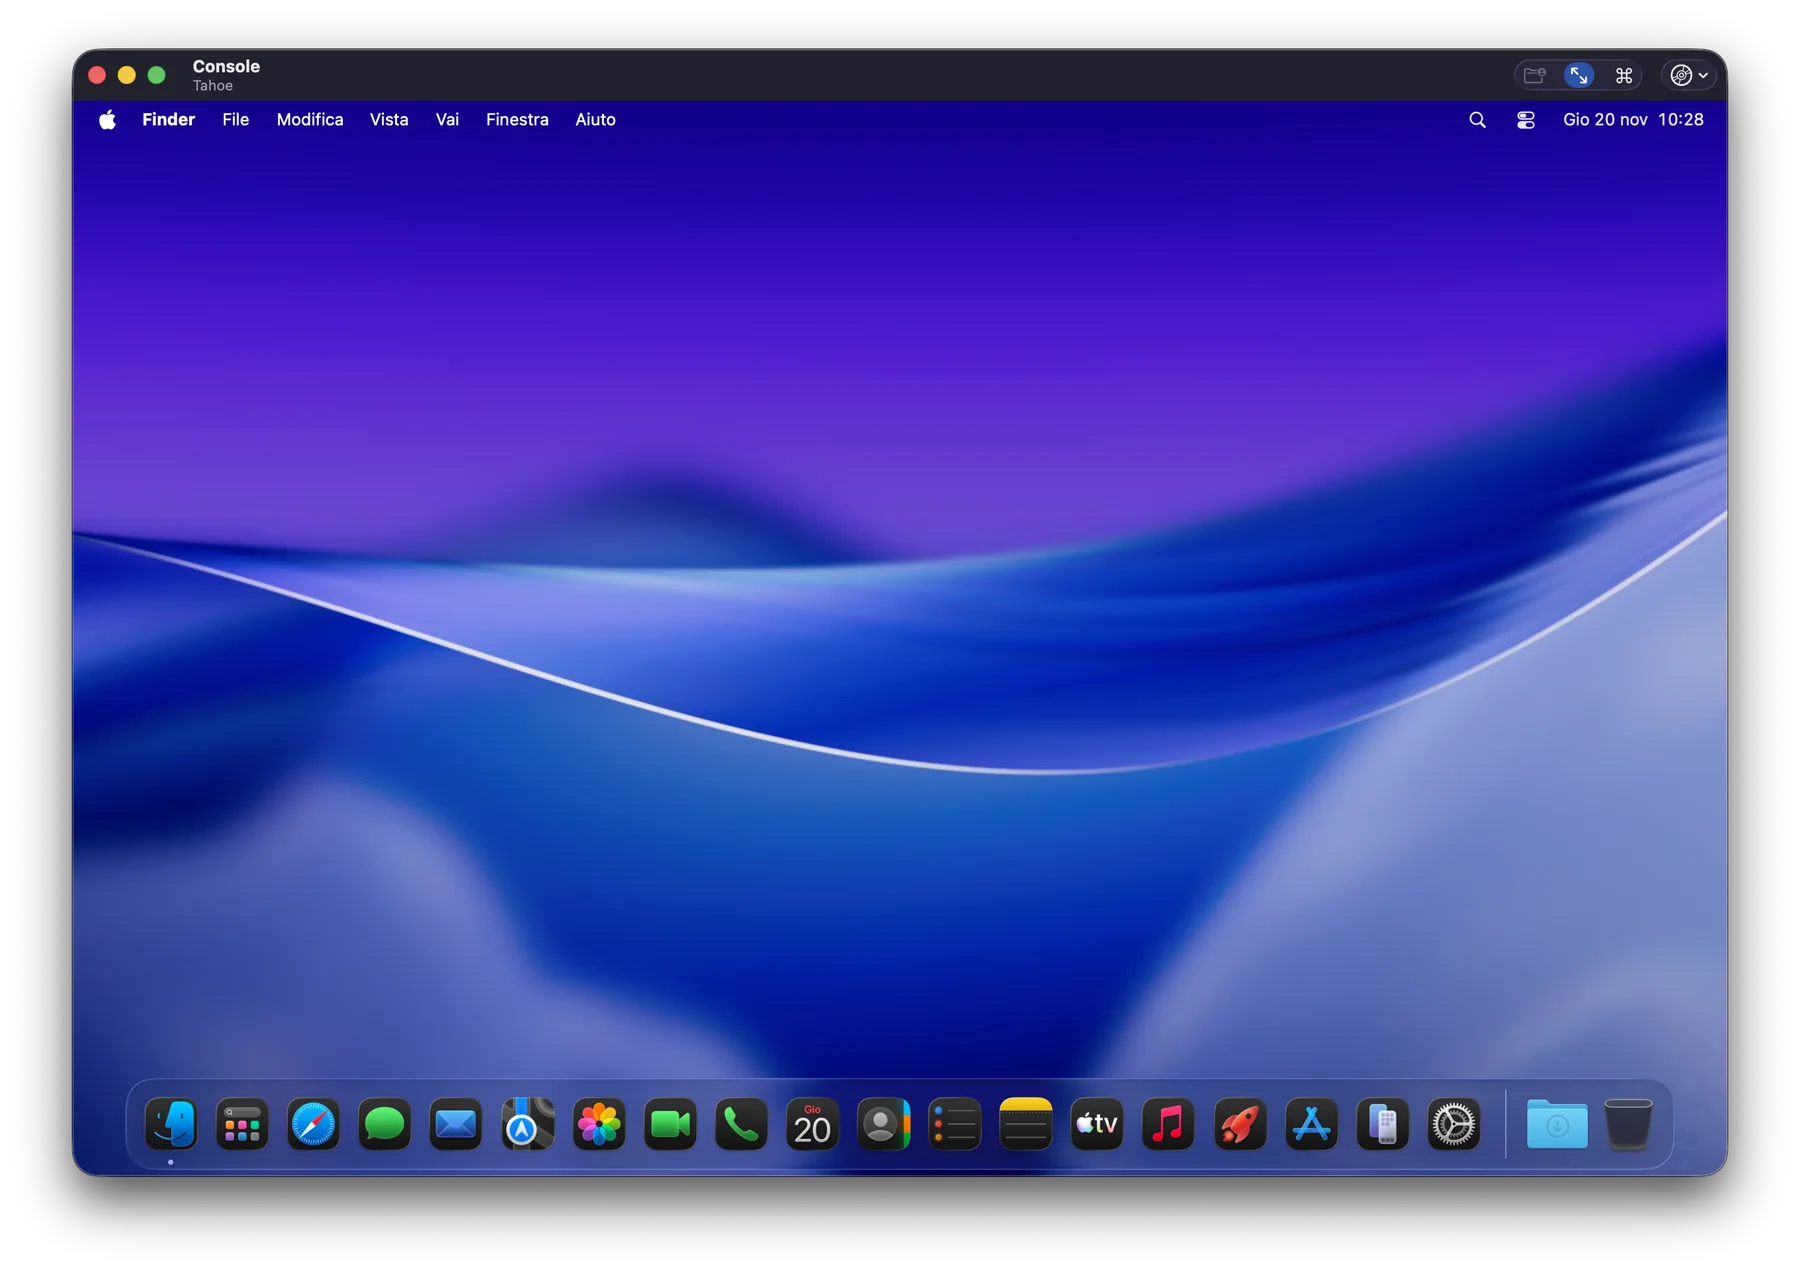 Console
Tahoe
Finder File Modifica Vista Vai Finestra Aiuto
Gio 20 nov 10:28
Gio
20
tv